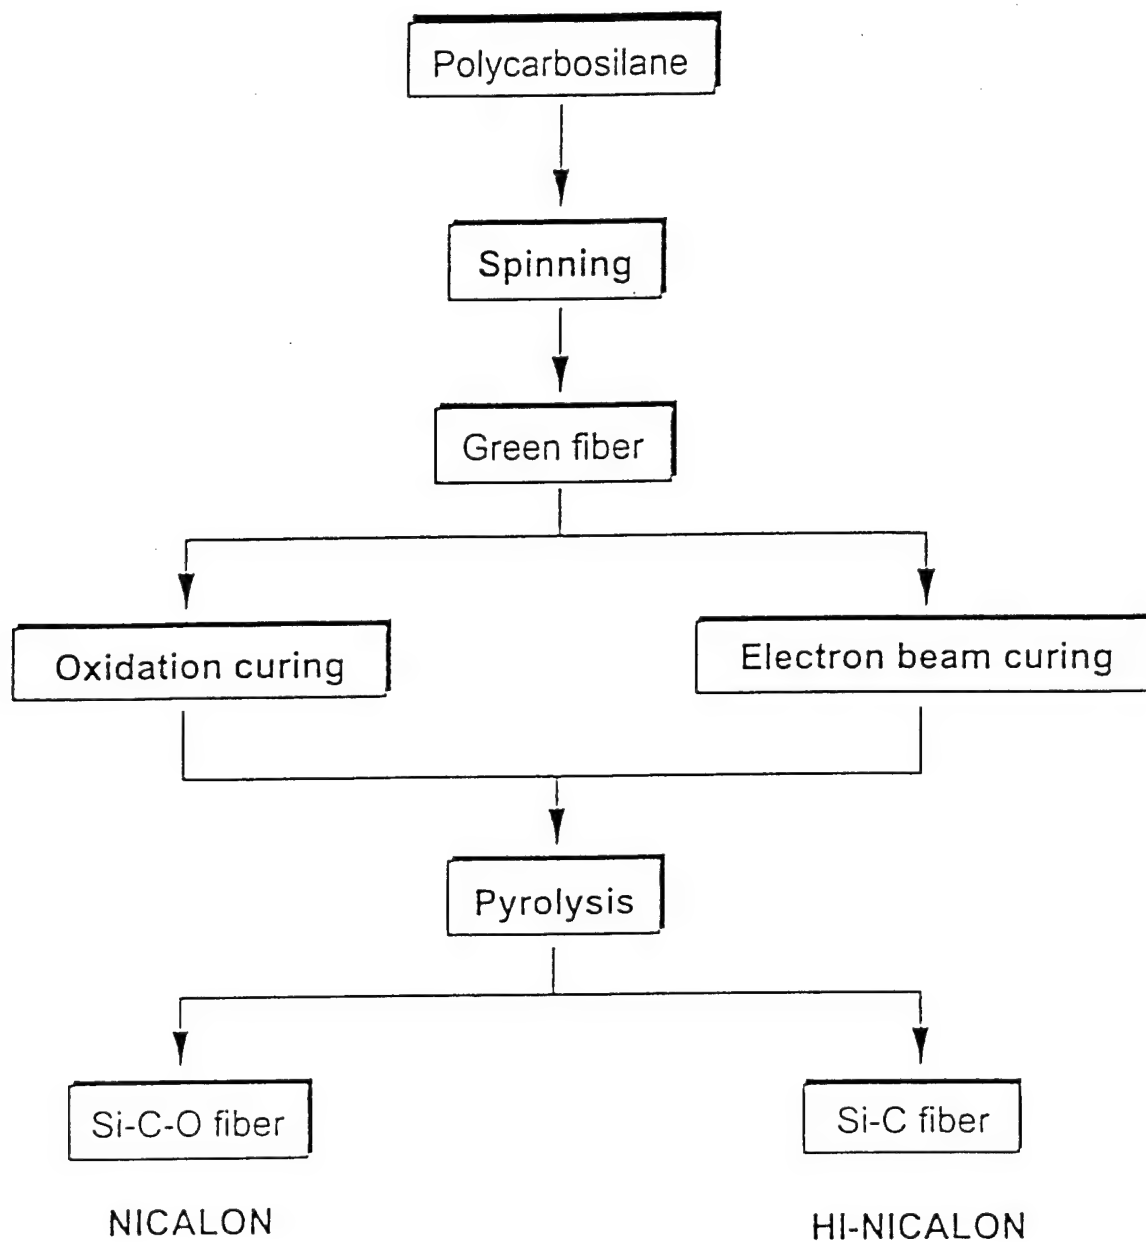 Polycarbosilane
Spinning
Green fiber
Oxidation curing
Electron beam curing
Pyrolysis
Si-C-O fiber
Si-C fiber
NICALON
HI-NICALON